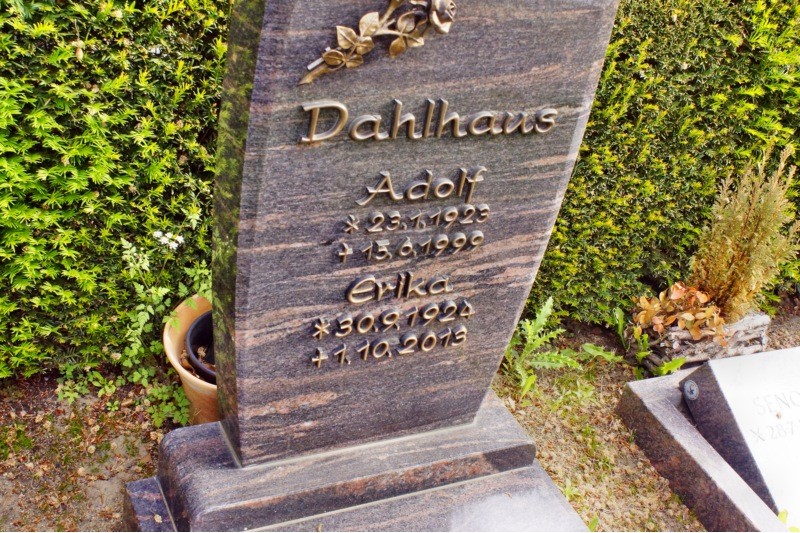 Dahlhaus
Adolf
* 23.1.1923
+ 15.6.1999
Erika
* 30.9.1924
+ 1.10.2013